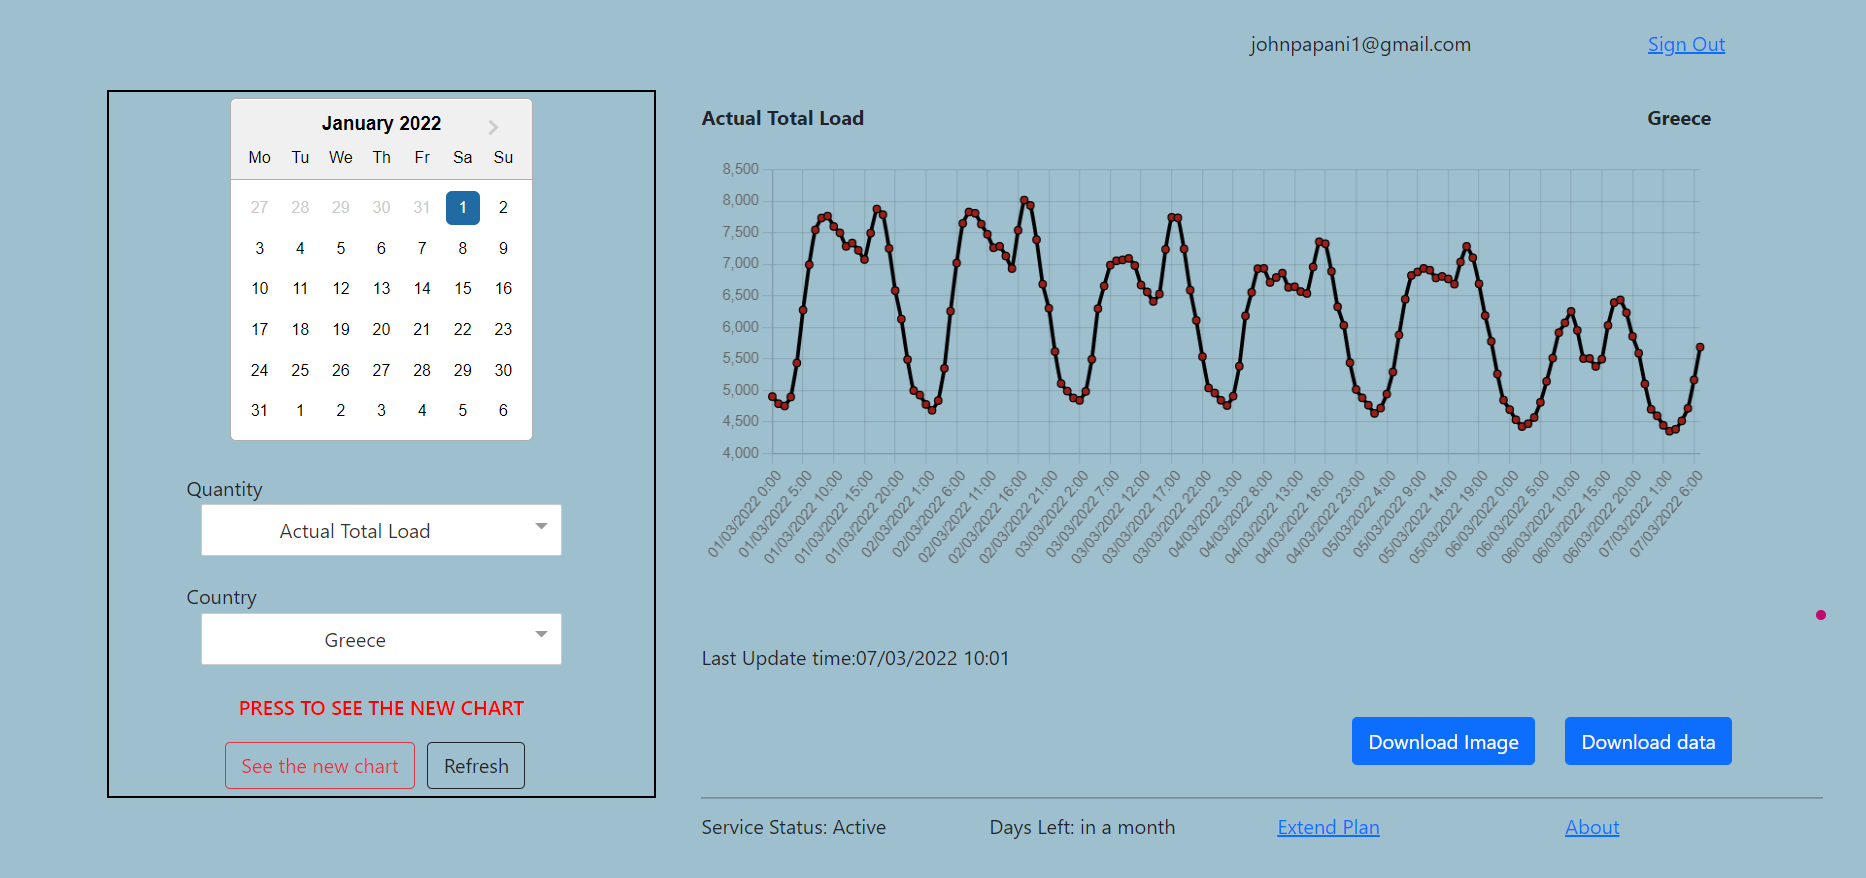 johnpapani1@gmail.com Sign Out
January 2022
Mo Tu We Th Fr Sa Su
27 28 29 30 31 1 2
3 4 5 6 7 8 9
10 11 12 13 14 15 16
17 18 19 20 21 22 23
24 25 26 27 28 29 30
31 1 2 3 4 5 6
Quantity
Actual Total Load
Country
Greece
PRESS TO SEE THE NEW CHART
See the new chart Refresh
Actual Total Load Greece
8,500
8,000
7,500
7,000
6,500
6,000
5,500
5,000
4,500
4,000
01/03/2022 0:00
01/03/2022 5:00
01/03/2022 10:00
01/03/2022 15:00
01/03/2022 20:00
02/03/2022 1:00
02/03/2022 6:00
02/03/2022 11:00
02/03/2022 16:00
02/03/2022 21:00
03/03/2022 2:00
03/03/2022 7:00
03/03/2022 12:00
03/03/2022 17:00
03/03/2022 22:00
04/03/2022 3:00
04/03/2022 8:00
04/03/2022 13:00
04/03/2022 18:00
04/03/2022 23:00
05/03/2022 4:00
05/03/2022 9:00
05/03/2022 14:00
05/03/2022 19:00
06/03/2022 0:00
06/03/2022 5:00
06/03/2022 10:00
06/03/2022 15:00
06/03/2022 20:00
07/03/2022 1:00
07/03/2022 6:00
Last Update time:07/03/2022 10:01
Download Image Download data
Service Status: Active Days Left: in a month Extend Plan About